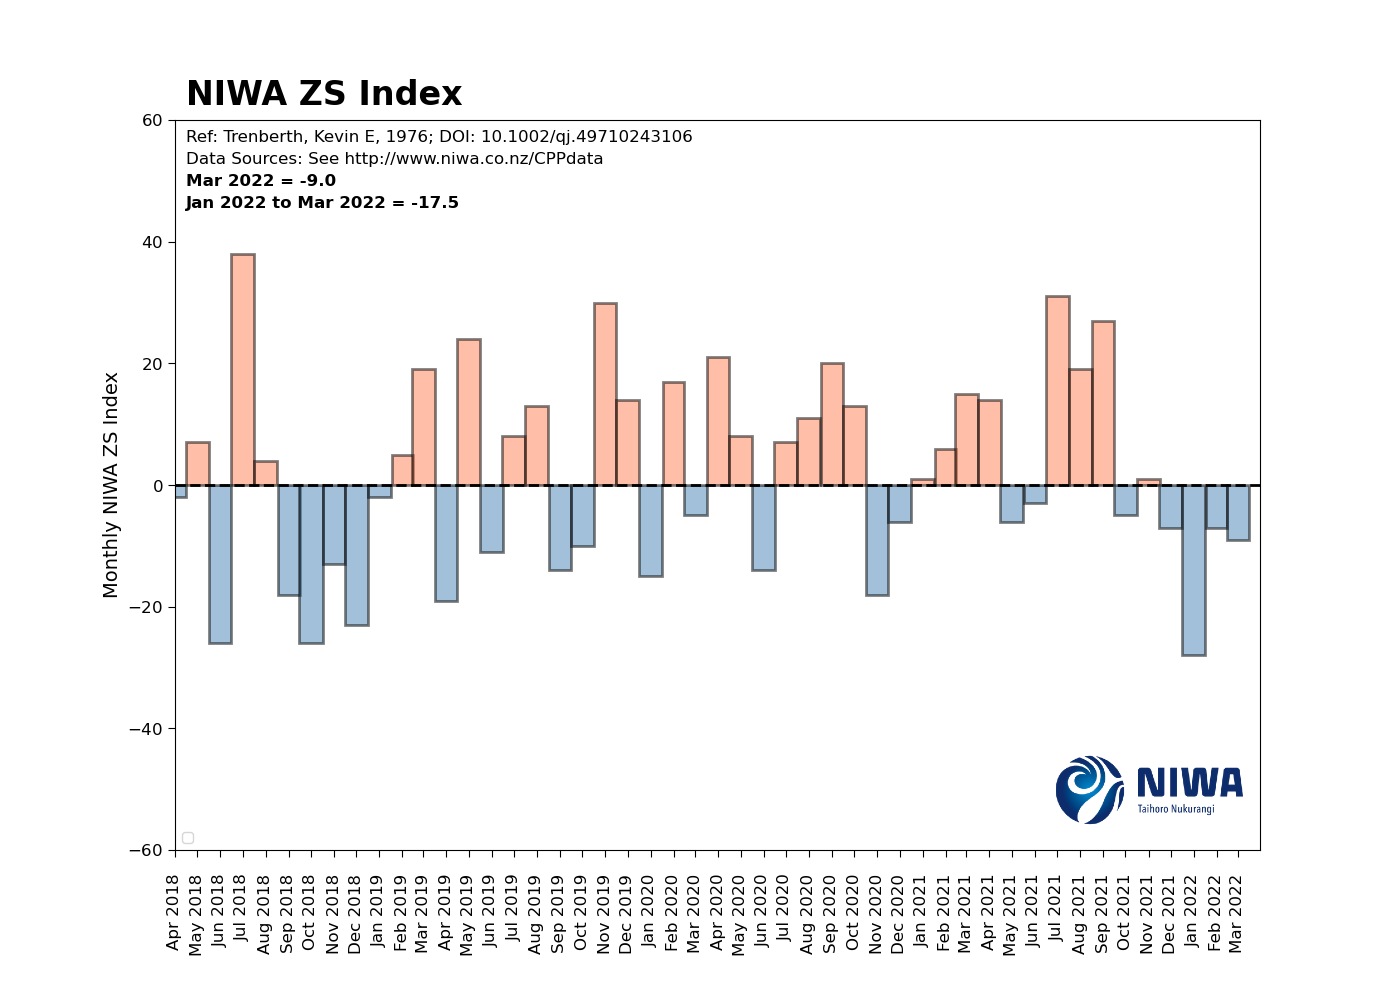 NIWA ZS Index
Ref: Trenberth, Kevin E, 1976; DOI: 10.1002/qj.49710243106
Data Sources: See http://www.niwa.co.nz/CPPdata
Mar 2022 = -9.0
Jan 2022 to Mar 2022 = -17.5
Monthly NIWA ZS Index
60
40
20
0
−20
−40
−60
NIWA
Taihoro Nukurangi
Apr 2018
May 2018
Jun 2018
Jul 2018
Aug 2018
Sep 2018
Oct 2018
Nov 2018
Dec 2018
Jan 2019
Feb 2019
Mar 2019
Apr 2019
May 2019
Jun 2019
Jul 2019
Aug 2019
Sep 2019
Oct 2019
Nov 2019
Dec 2019
Jan 2020
Feb 2020
Mar 2020
Apr 2020
May 2020
Jun 2020
Jul 2020
Aug 2020
Sep 2020
Oct 2020
Nov 2020
Dec 2020
Jan 2021
Feb 2021
Mar 2021
Apr 2021
May 2021
Jun 2021
Jul 2021
Aug 2021
Sep 2021
Oct 2021
Nov 2021
Dec 2021
Jan 2022
Feb 2022
Mar 2022